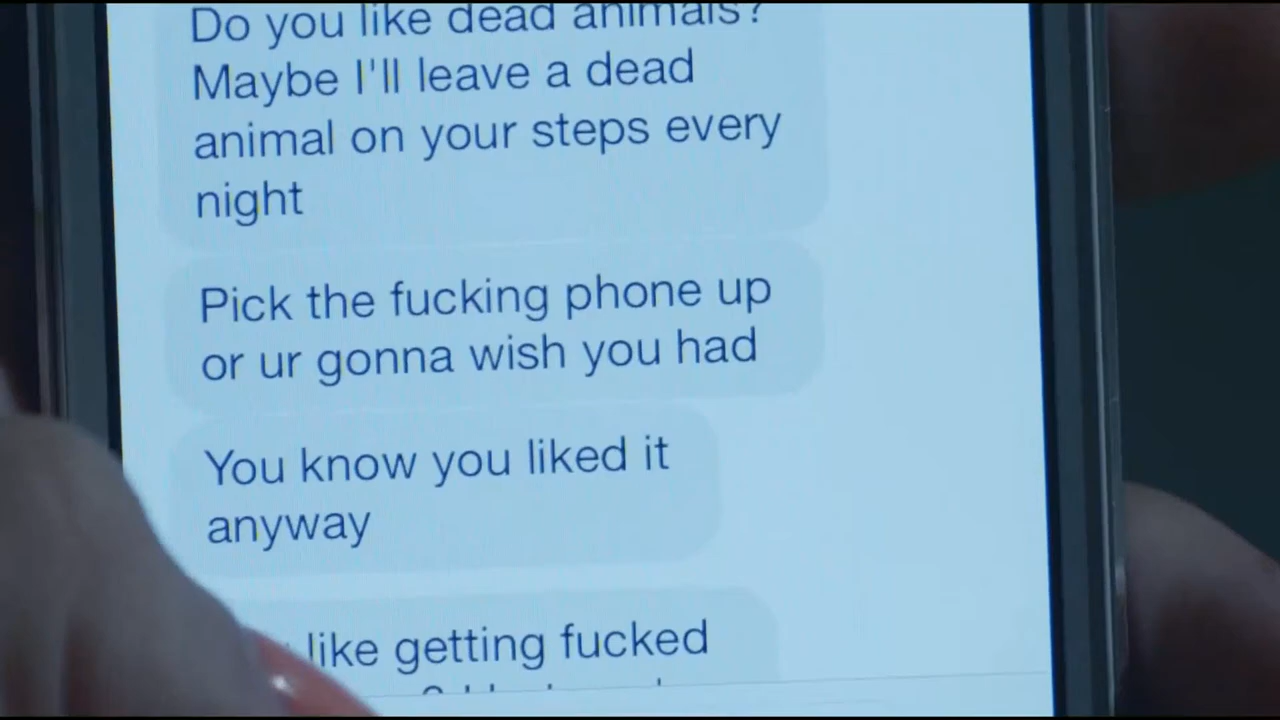 Do you like dead animals?
Maybe I'll leave a dead
animal on your steps every
night
Pick the fucking phone up
or ur gonna wish you had
You know you liked it
anyway
like getting fucked